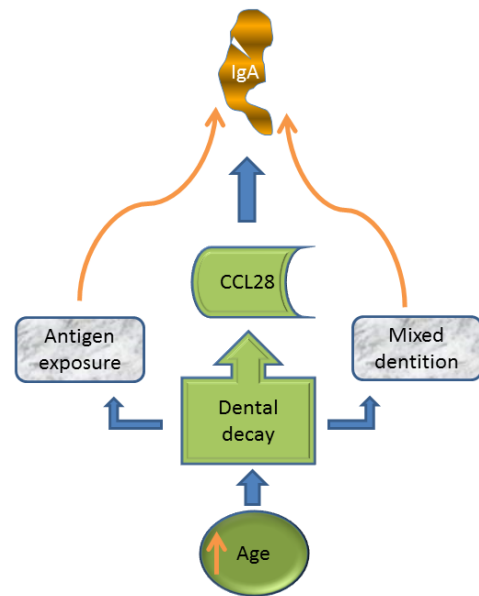 IgA
CCL28
Antigen
exposure
Mixed
dentition
Dental
decay
Age